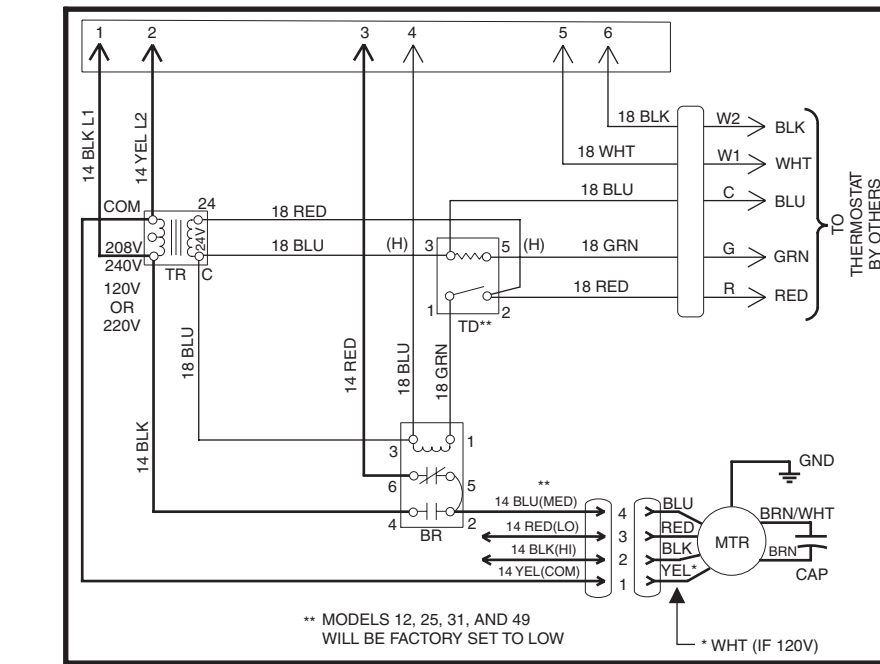 1 2 3 4 5 6
14 BLK L1
14 YEL L2
18 BLK W2 BLK
18 WHT W1 WHT
18 BLU C BLU
18 GRN G GRN
18 RED R RED
TO
THERMOSTAT
BY OTHERS
COM
24
18 RED
208V
240V
24V
TR
C
120V
OR
220V
18 BLU
(H)
3
5
(H)
1
2
TD**
18 BLU
14 RED
18 BLU
18 GRN
14 BLK
3
1
6
5
4
2
BR
**
14 BLU(MED)
14 RED(LO)
14 BLK(HI)
14 YEL(COM)
4
3
2
1
BLU
RED
BLK
YEL*
MTR
GND
BRN/WHT
BRN
CAP
** MODELS 12, 25, 31, AND 49
WILL BE FACTORY SET TO LOW
* WHT (IF 120V)